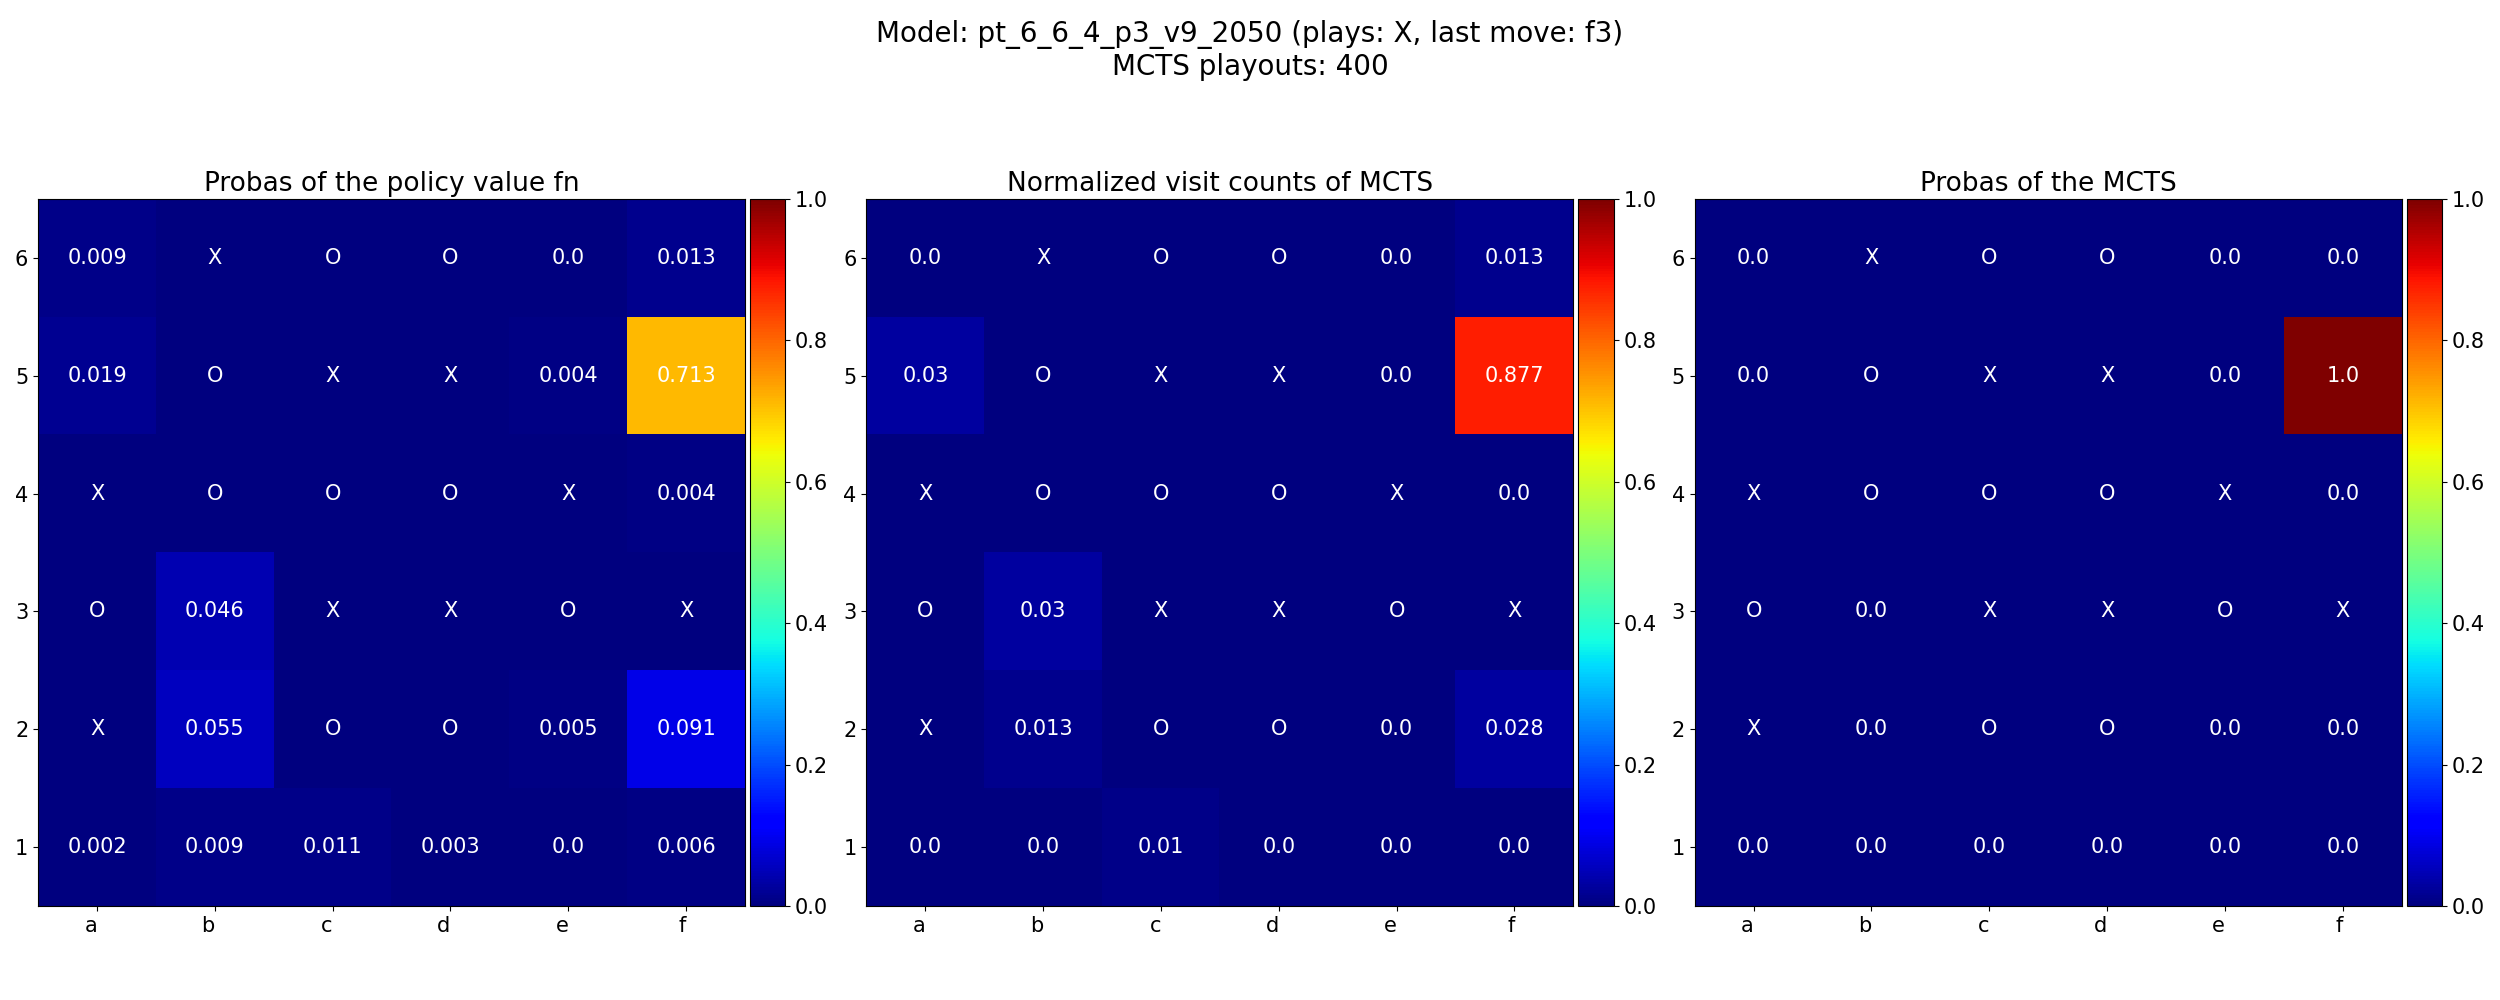 Model: pt_6_6_4_p3_v9_2050 (plays: X, last move: f3)
MCTS playouts: 400
Probas of the policy value fn
1.0
6 0.009 X O O 0.0 0.013
0.8
5 0.019 O X X 0.004 0.713
0.6
4 X O O O X 0.004
0.4
3 O 0.046 X X O X
0.2
2 X 0.055 O O 0.005 0.091
1 0.002 0.009 0.011 0.003 0.0 0.006
0.0
a b c d e f
Normalized visit counts of MCTS
1.0
6 0.0 X O O 0.0 0.013
0.8
5 0.03 O X X 0.0 0.877
0.6
4 X O O O X 0.0
0.4
3 O 0.03 X X O X
0.2
2 X 0.013 O O 0.0 0.028
1 0.0 0.0 0.01 0.0 0.0 0.0
0.0
a b c d e f
Probas of the MCTS
1.0
6 0.0 X O O 0.0 0.0
0.8
5 0.0 O X X 0.0 1.0
0.6
4 X O O O X 0.0
0.4
3 O 0.0 X X O X
0.2
2 X 0.0 O O 0.0 0.0
1 0.0 0.0 0.0 0.0 0.0 0.0
0.0
a b c d e f